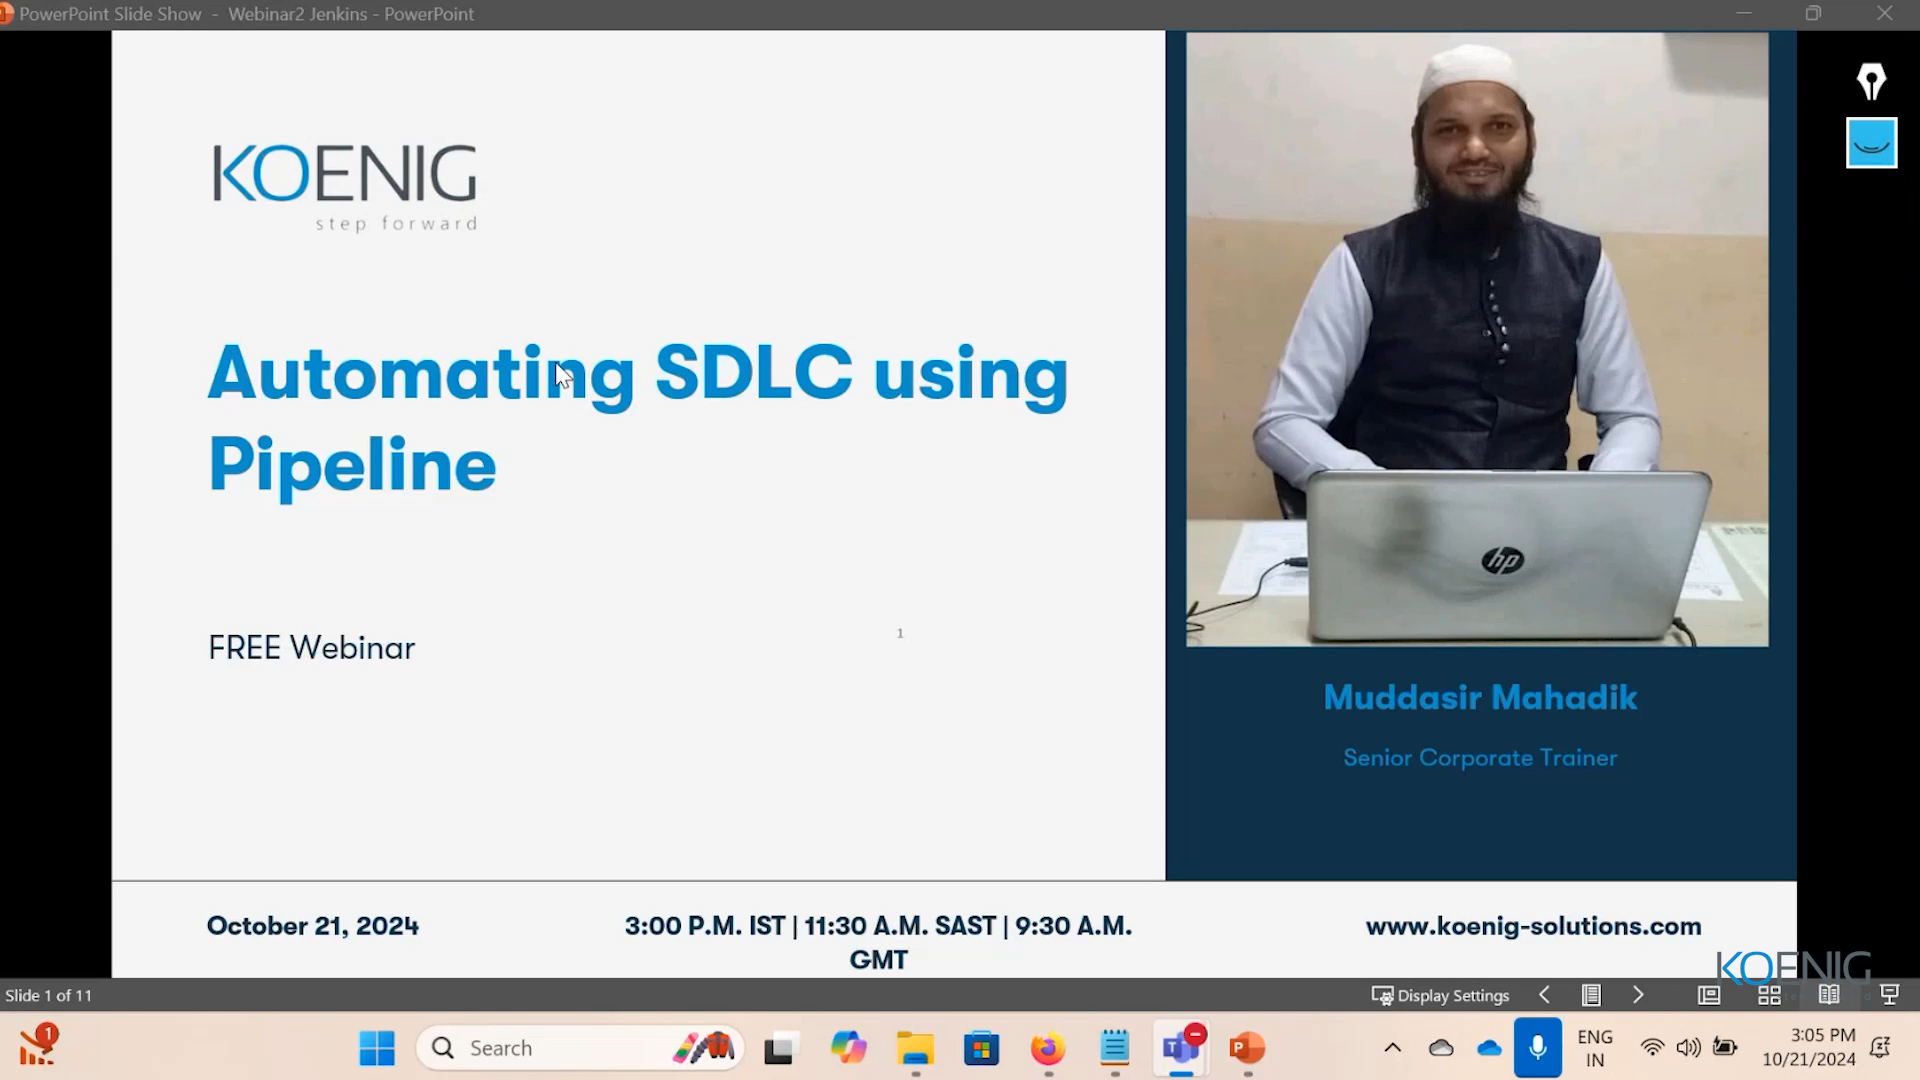 PowerPoint Slide Show - Webinar2 Jenkins - PowerPoint
KOENIG
step forward
Automating SDLC using
Pipeline
FREE Webinar
1
hp
Muddasir Mahadik
Senior Corporate Trainer
October 21, 2024
3:00 P.M. IST | 11:30 A.M. SAST | 9:30 A.M.
GMT
www.koenig-solutions.com
KOENIG
Slide 1 of 11
Display Settings
1
Search
ENG
IN
3:05 PM
10/21/2024